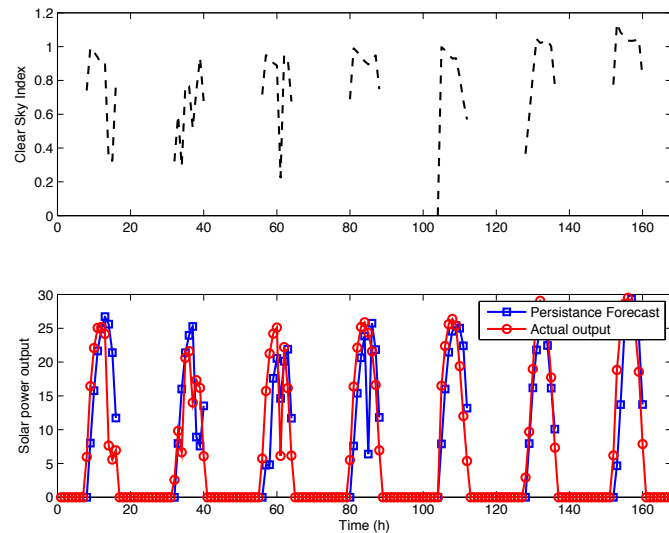 1.2
1
0.8
0.6
0.4
0.2
0
Clear Sky Index
0 20 40 60 80 100 120 140 160
30
25
20
15
10
5
0
Solar power output
Persistance Forecast
Actual output
0 20 40 60 80 100 120 140 160
Time (h)